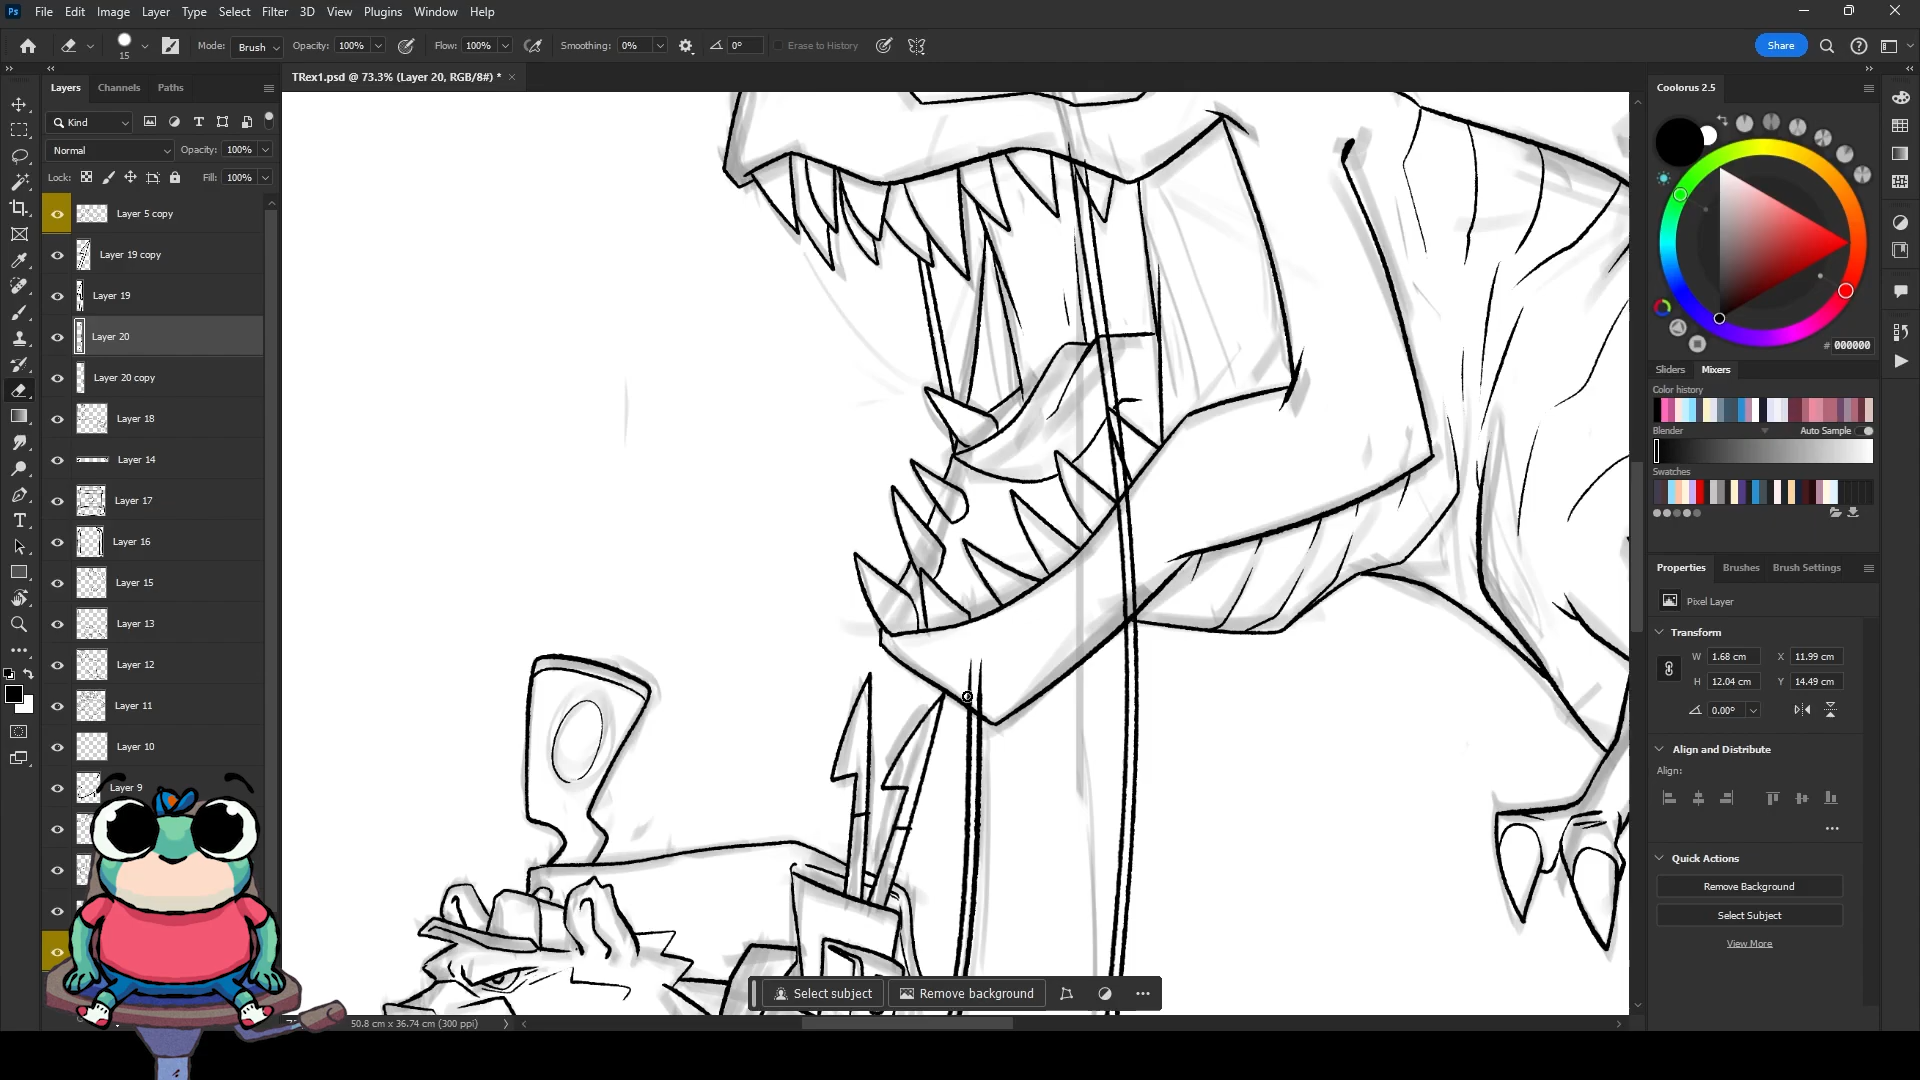 Ps File Edit Image Layer Type Select Filter 3D View Plugins Window Help
15 Mode: Brush Opacity: 100% Flow: 100% Smoothing: 0% 0° Erase to History Share
Layers Channels Paths
TRex1.psd @ 73.3% (Layer 20, RGB/8#) *
Kind
Normal Opacity: 100%
Lock: Fill: 100%
Layer 5 copy
Layer 19 copy
Layer 19
Layer 20
Layer 20 copy
Layer 18
Layer 14
Layer 17
Layer 16
Layer 15
Layer 13
Layer 12
Layer 11
Layer 10
Layer 9
Select subject Remove background
50.8 cm x 36.74 cm (300 ppi)
Coolorus 2.5
# 000000
Sliders Mixers
Color history
Blender Auto Sample
Swatches
Properties Brushes Brush Settings
Pixel Layer
Transform
W 1.68 cm X 11.99 cm
H 12.04 cm Y 14.49 cm
0.00°
Align and Distribute
Align:
Quick Actions
Remove Background
Select Subject
View More